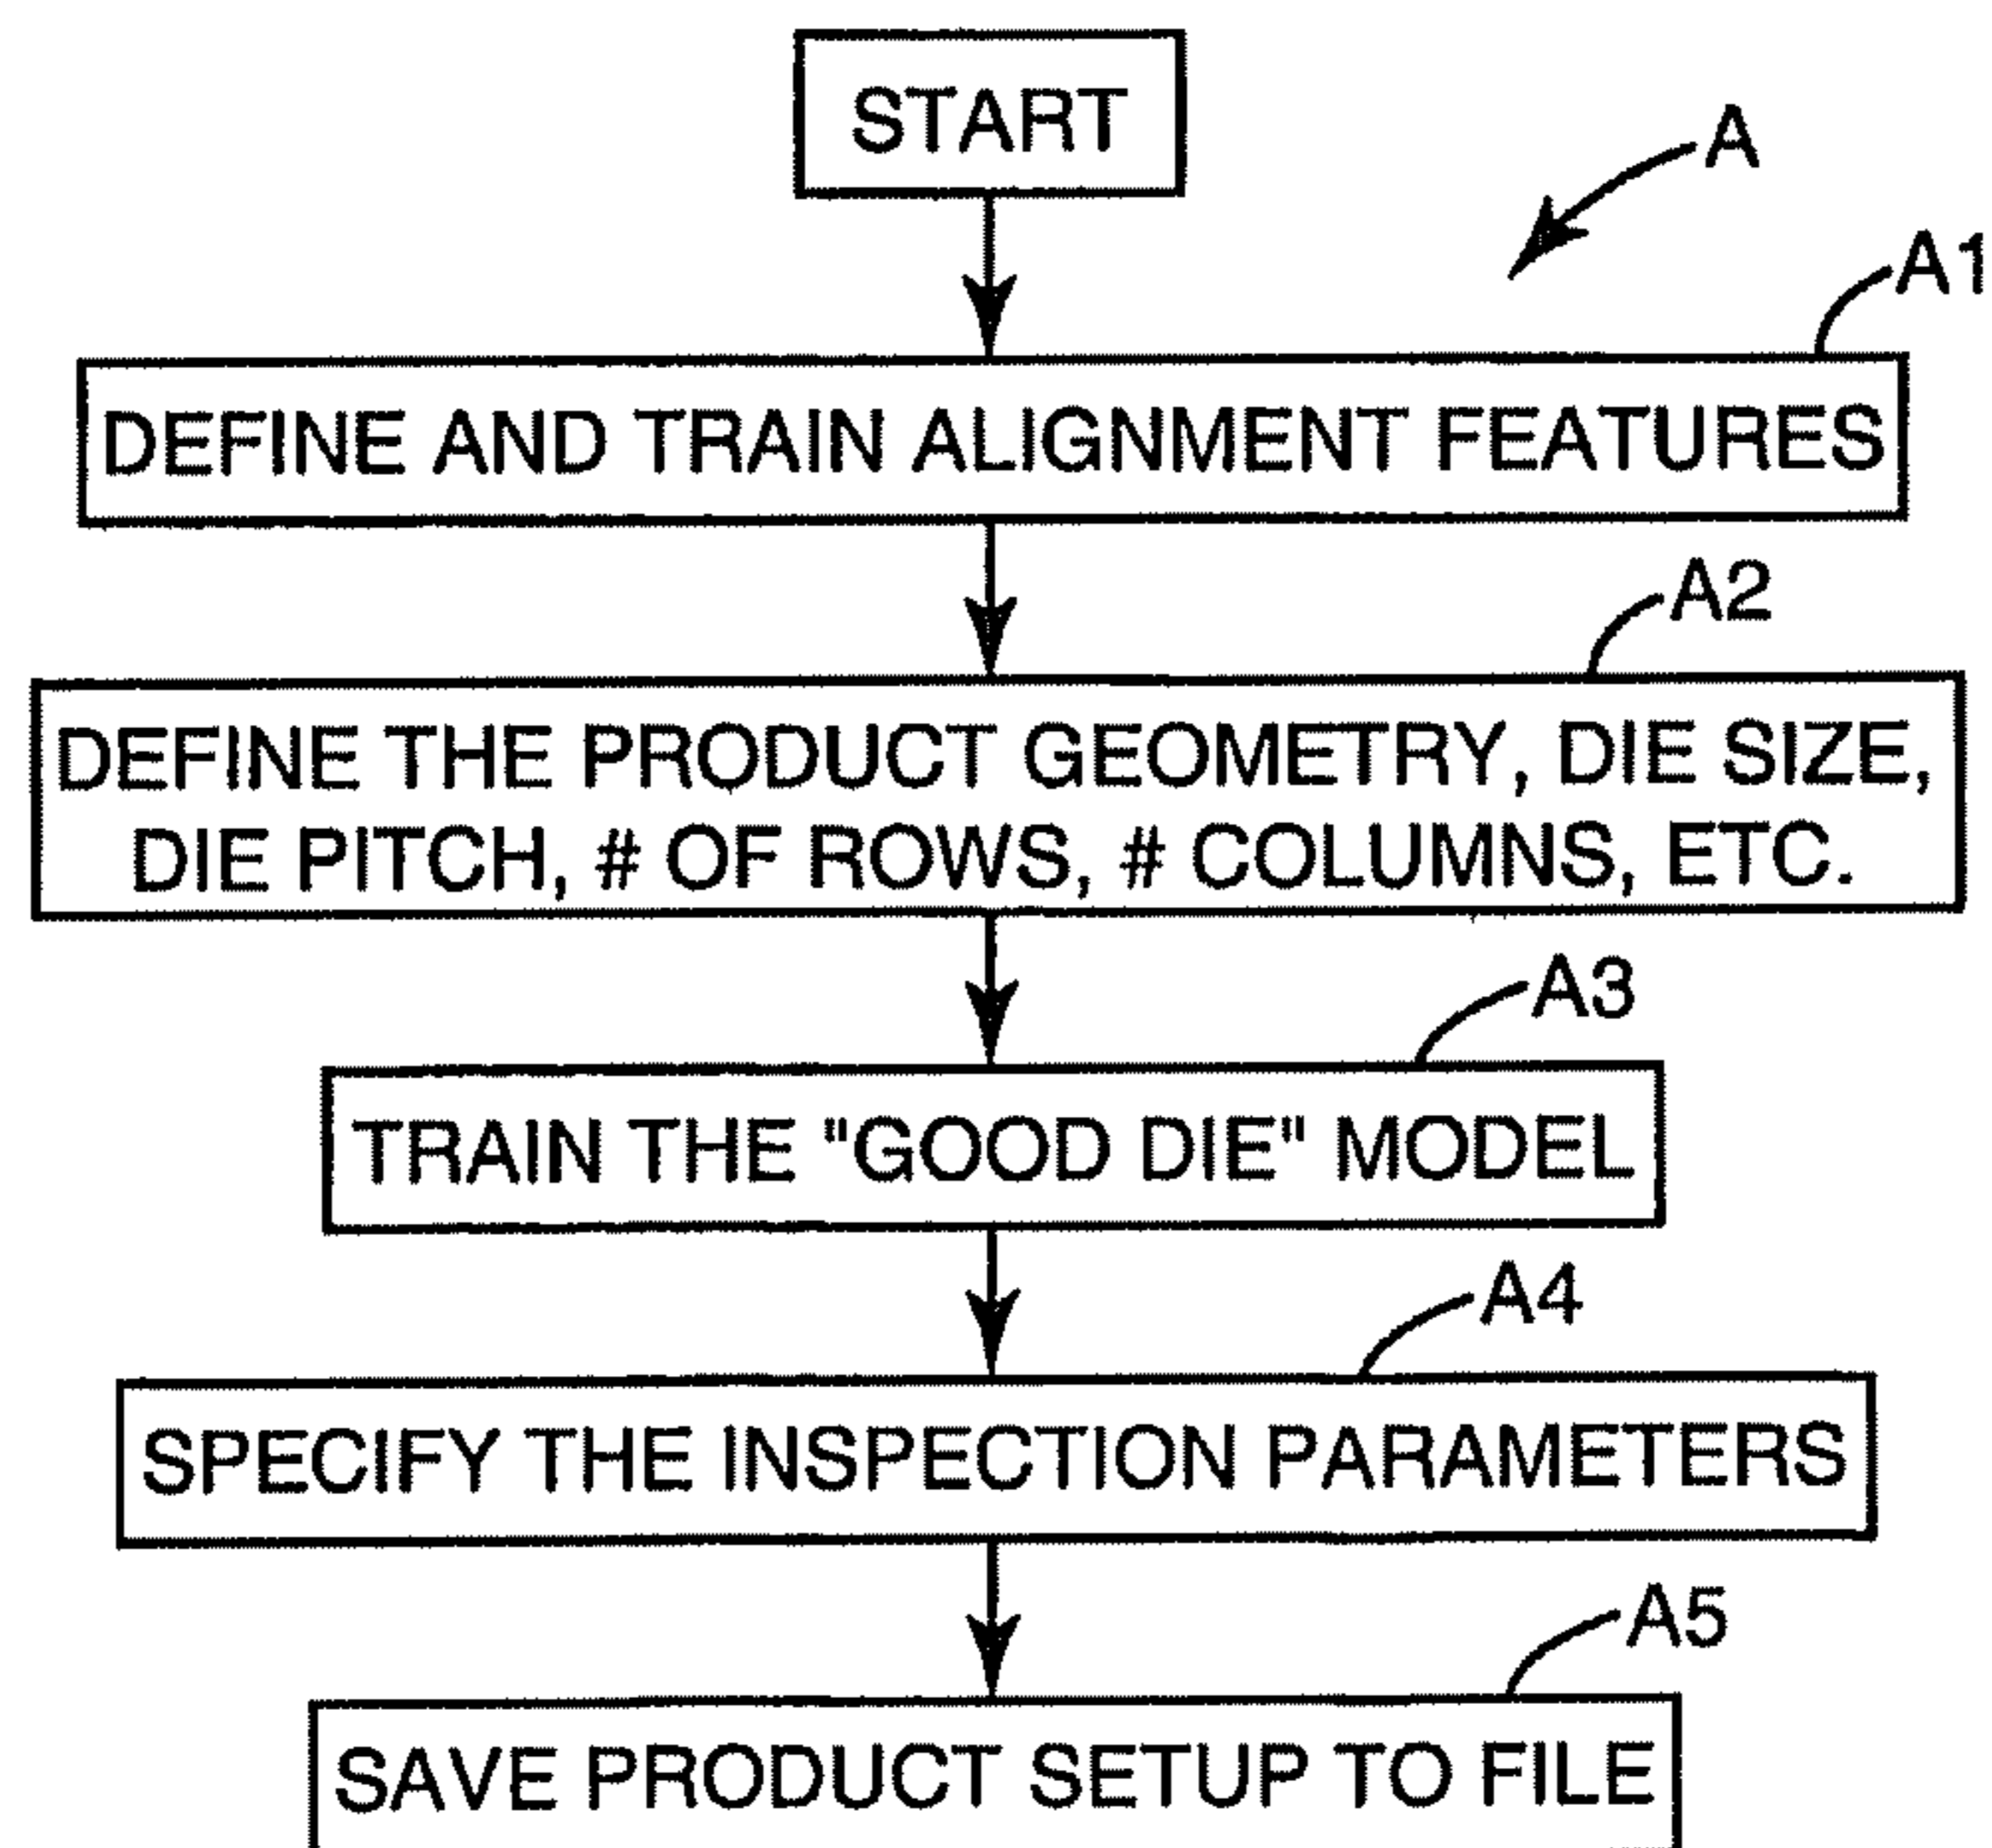 START
A
A1
DEFINE AND TRAIN ALIGNMENT FEATURES
A2
DEFINE THE PRODUCT GEOMETRY, DIE SIZE,
DIE PITCH, # OF ROWS, # COLUMNS, ETC.
A3
TRAIN THE "GOOD DIE" MODEL
A4
SPECIFY THE INSPECTION PARAMETERS
A5
SAVE PRODUCT SETUP TO FILE